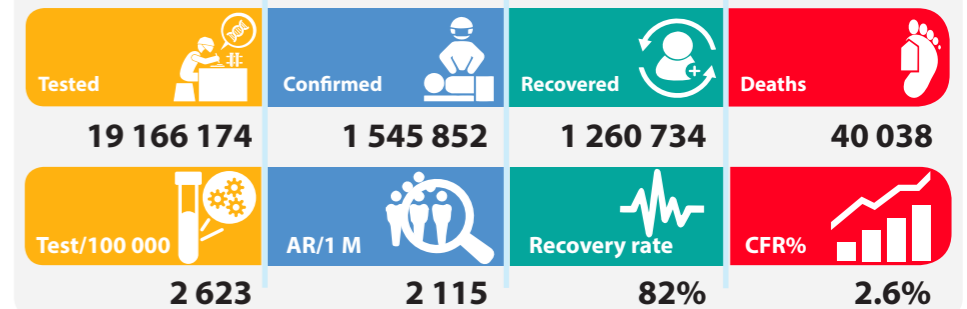 Tested
Confirmed
Recovered
Deaths
19 166 174
1 545 852
1 260 734
40 038
Test/100 000
AR/1 M
Recovery rate
CFR%
2 623
2 115
82%
2.6%